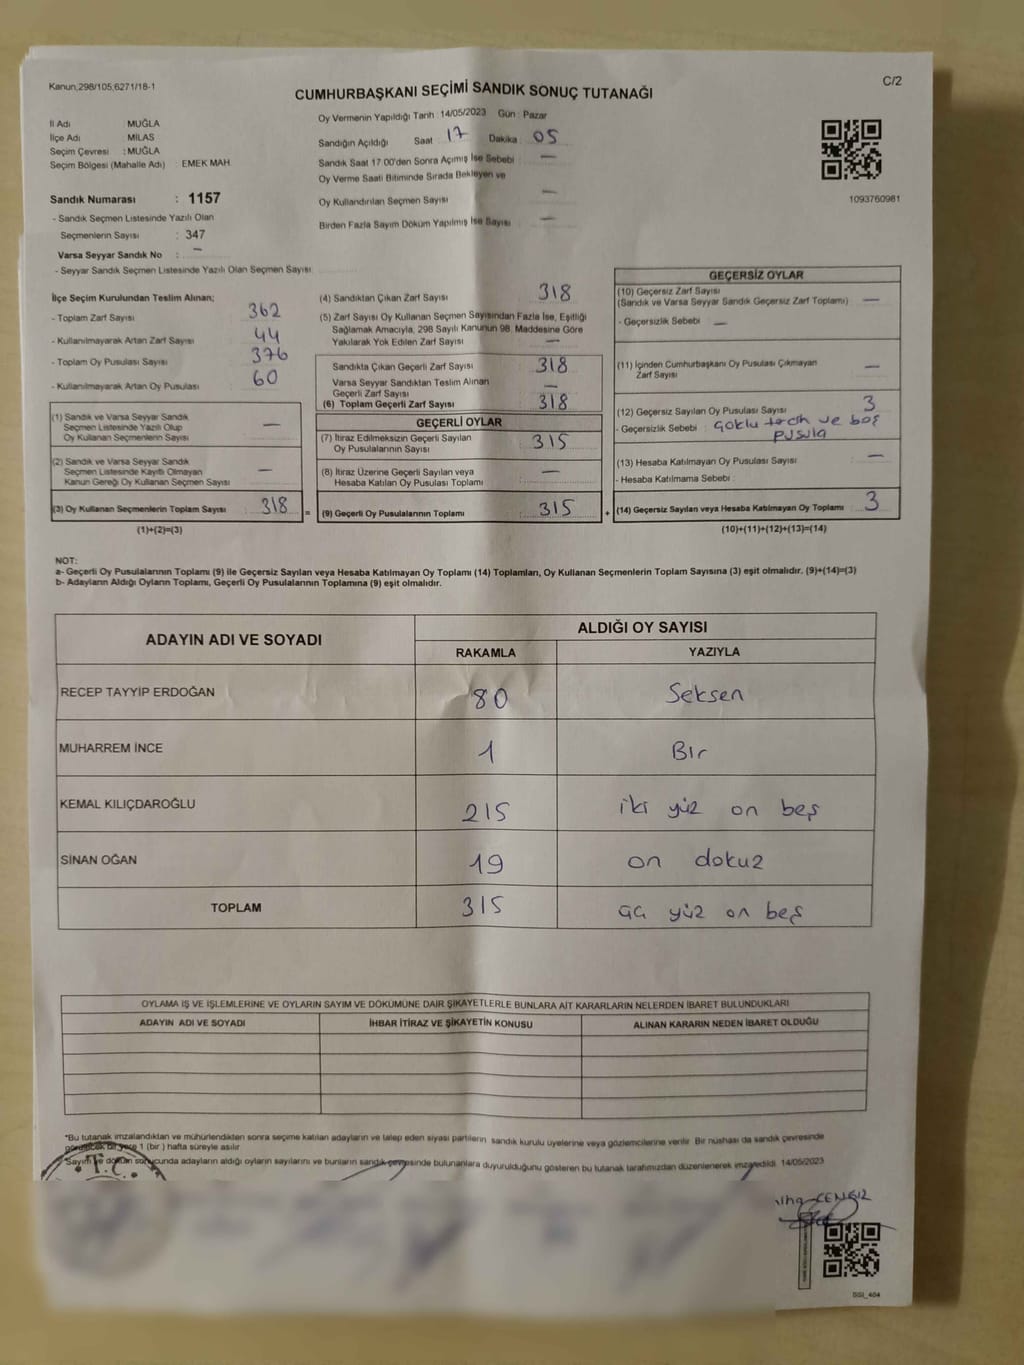 Kanun,298/105,6271/18-1
C/2
CUMHURBAŞKANI SEÇİMİ SANDIK SONUÇ TUTANAĞI
İl Adı MUĞLA
İlçe Adı MİLAS
Seçim Çevresi : MUĞLA
Seçim Bölgesi (Mahalle Adı) : EMEK MAH.
Sandık Numarası : 1157
- Sandık Seçmen Listesinde Yazılı Olan
Seçmenlerin Sayısı : 347
Varsa Seyyar Sandık No : —
- Seyyar Sandık Seçmen Listesinde Yazılı Olan Seçmen Sayısı
Oy Vermenin Yapıldığı Tarih :14/05/2023 Gün : Pazar
Sandığın Açıldığı Saat : 17 Dakika : 05
Sandık Saat 17.00'den Sonra Açımış İse Sebebi : —
Oy Verme Saati Bitiminde Sırada Bekleyen ve
Oy Kullandırılan Seçmen Sayısı —
Birden Fazla Sayım Döküm Yapılmış İse Sayısı : —
1093760981
İlçe Seçim Kurulundan Teslim Alınan;
- Toplam Zarf Sayısı : 362
- Kullanılmayarak Artan Zarf Sayısı : 44
- Toplam Oy Pusulası Sayısı : 376
- Kullanılmayarak Artan Oy Pusulası : 60
(1) Sandık ve Varsa Seyyar Sandık
Seçmen Listesinde Yazılı Olup
Oy Kullanan Seçmenlerin Sayısı : —
(2) Sandık ve Varsa Seyyar Sandık
Seçmen Listesinde Kayıtlı Olmayan
Kanun Gereği Oy Kullanan Seçmen Sayısı : —
(3) Oy Kullanan Seçmenlerin Toplam Sayısı : 318
(1)+(2)=(3)
(4) Sandıktan Çıkan Zarf Sayısı : 318
(5) Zarf Sayısı Oy Kullanan Seçmen Sayısından Fazla İse, Eşitliği
Sağlamak Amacıyla, 298 Sayılı Kanunun 98. Maddesine Göre
Yakılarak Yok Edilen Zarf Sayısı : —
Sandıkta Çıkan Geçerli Zarf Sayısı : 318
Varsa Seyyar Sandıktan Teslim Alınan
Geçerli Zarf Sayısı : —
(6) Toplam Geçerli Zarf Sayısı : 318
GEÇERLİ OYLAR
(7) İtiraz Edilmeksizin Geçerli Sayılan
Oy Pusulalarının Sayısı : 315
(8) İtiraz Üzerine Geçerli Sayılan veya
Hesaba Katılan Oy Pusulası Toplamı : —
= (9) Geçerli Oy Pusulalarının Toplamı : 315 +
GEÇERSİZ OYLAR
(10) Geçersiz Zarf Sayısı
(Sandık ve Varsa Seyyar Sandık Geçersiz Zarf Toplamı) : —
- Geçersizlik Sebebi : —
(11) İçinden Cumhurbaşkanı Oy Pusulası Çıkmayan
Zarf Sayısı : —
(12) Geçersiz Sayılan Oy Pusulası Sayısı : 3
- Geçersizlik Sebebi : Çoklu tercih ve boş
pusula
(13) Hesaba Katılmayan Oy Pusulası Sayısı : —
- Hesaba Katılmama Sebebi :
(14) Geçersiz Sayılan veya Hesaba Katılmayan Oy Toplamı : 3
(10)+(11)+(12)+(13)=(14)
NOT:
a- Geçerli Oy Pusulalarının Toplamı (9) ile Geçersiz Sayılan veya Hesaba Katılmayan Oy Toplamı (14) Toplamları, Oy Kullanan Seçmenlerin Toplam Sayısına (3) eşit olmalıdır. (9)+(14)=(3)
b- Adayların Aldığı Oyların Toplamı, Geçerli Oy Pusulalarının Toplamına (9) eşit olmalıdır.
ADAYIN ADI VE SOYADI ALDIĞI OY SAYISI
RAKAMLA YAZIYLA
RECEP TAYYİP ERDOĞAN 80 Seksen
MUHARREM İNCE 1 Bir
KEMAL KILIÇDAROĞLU 215 iki yüz on beş
SİNAN OĞAN 19 on dokuz
TOPLAM 315 üç yüz on beş
OYLAMA İŞ VE İŞLEMLERİNE VE OYLARIN SAYIM VE DÖKÜMÜNE DAİR ŞİKAYETLERLE BUNLARA AİT KARARLARIN NELERDEN İBARET BULUNDUKLARI
ADAYIN ADI VE SOYADI İHBAR İTİRAZ VE ŞİKAYETİN KONUSU ALINAN KARARIN NEDEN İBARET OLDUĞU
*Bu tutanak imzalandıktan ve mühürlendikten sonra seçime katılan adayların ve talep eden siyasi partilerin sandık kurulu üyelerine veya gözlemcilerine verilir. Bir nüshası da sandık çevresinde
görülecek bir yere 1 (bir) hafta süreyle asılır.
*Sayım ve döküm sonucunda adayların aldığı oyların sayılarını ve bunların sandık çevresinde bulunanlara duyurulduğunu gösteren bu tutanak tarafımızdan düzenlenerek imzaedildi. 14/05/2023
T.C.
CENGİZ
SSI_404